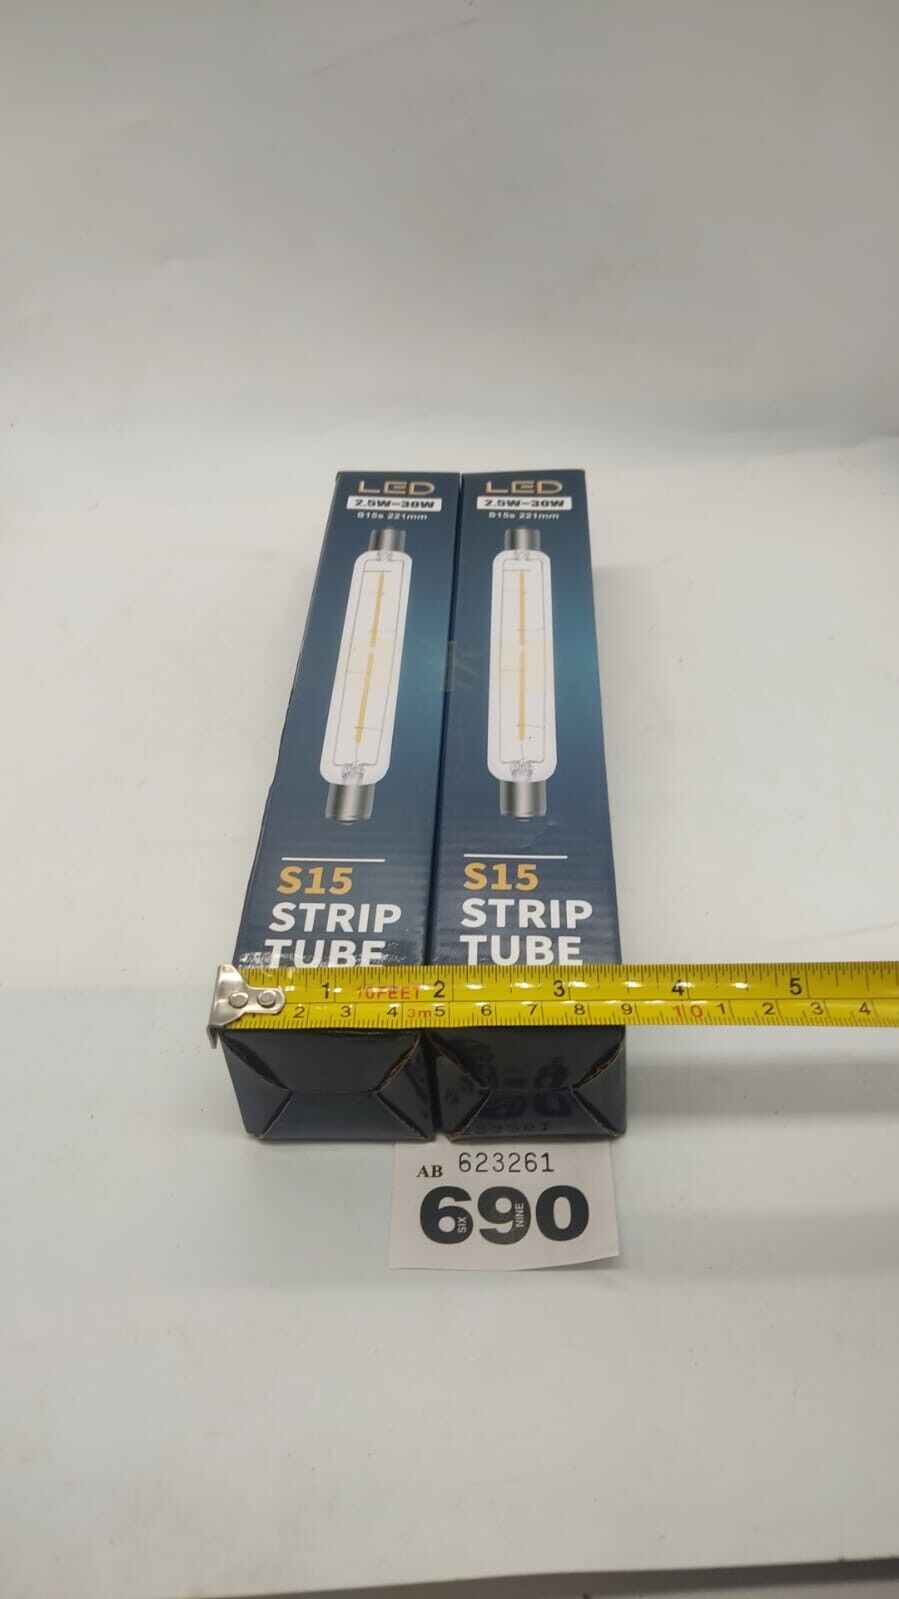 LED
2.5W-30W
S15s 221mm
S15
STRIP
TUBE
LED
2.5W-30W
S15s 221mm
S15
STRIP
TUBE
1 10FEET 2 3 4 5
2 3 4 3m 5 6 7 8 9 10 1 2 3 4
AB 623261
690
SIX
NINE